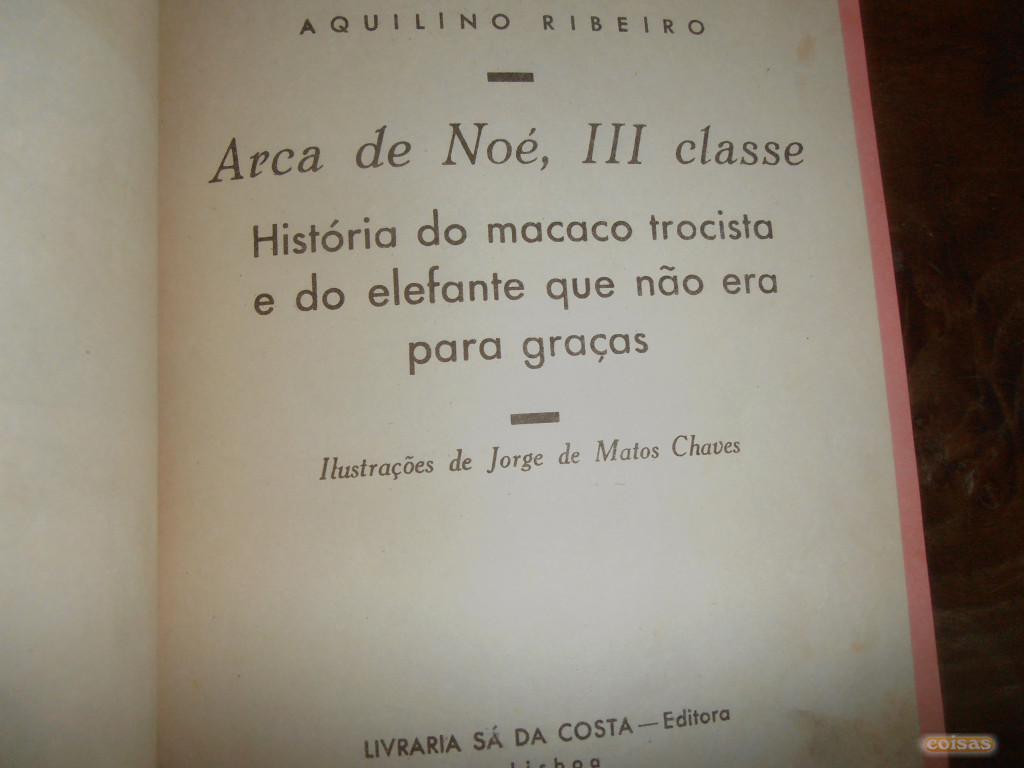 AQUILINO RIBEIRO
Arca de Noé, III classe
História do macaco trocista
e do elefante que não era
para graças
Ilustrações de Jorge de Matos Chaves
LIVRARIA SÁ DA COSTA — Editora
Lisboa
coisas